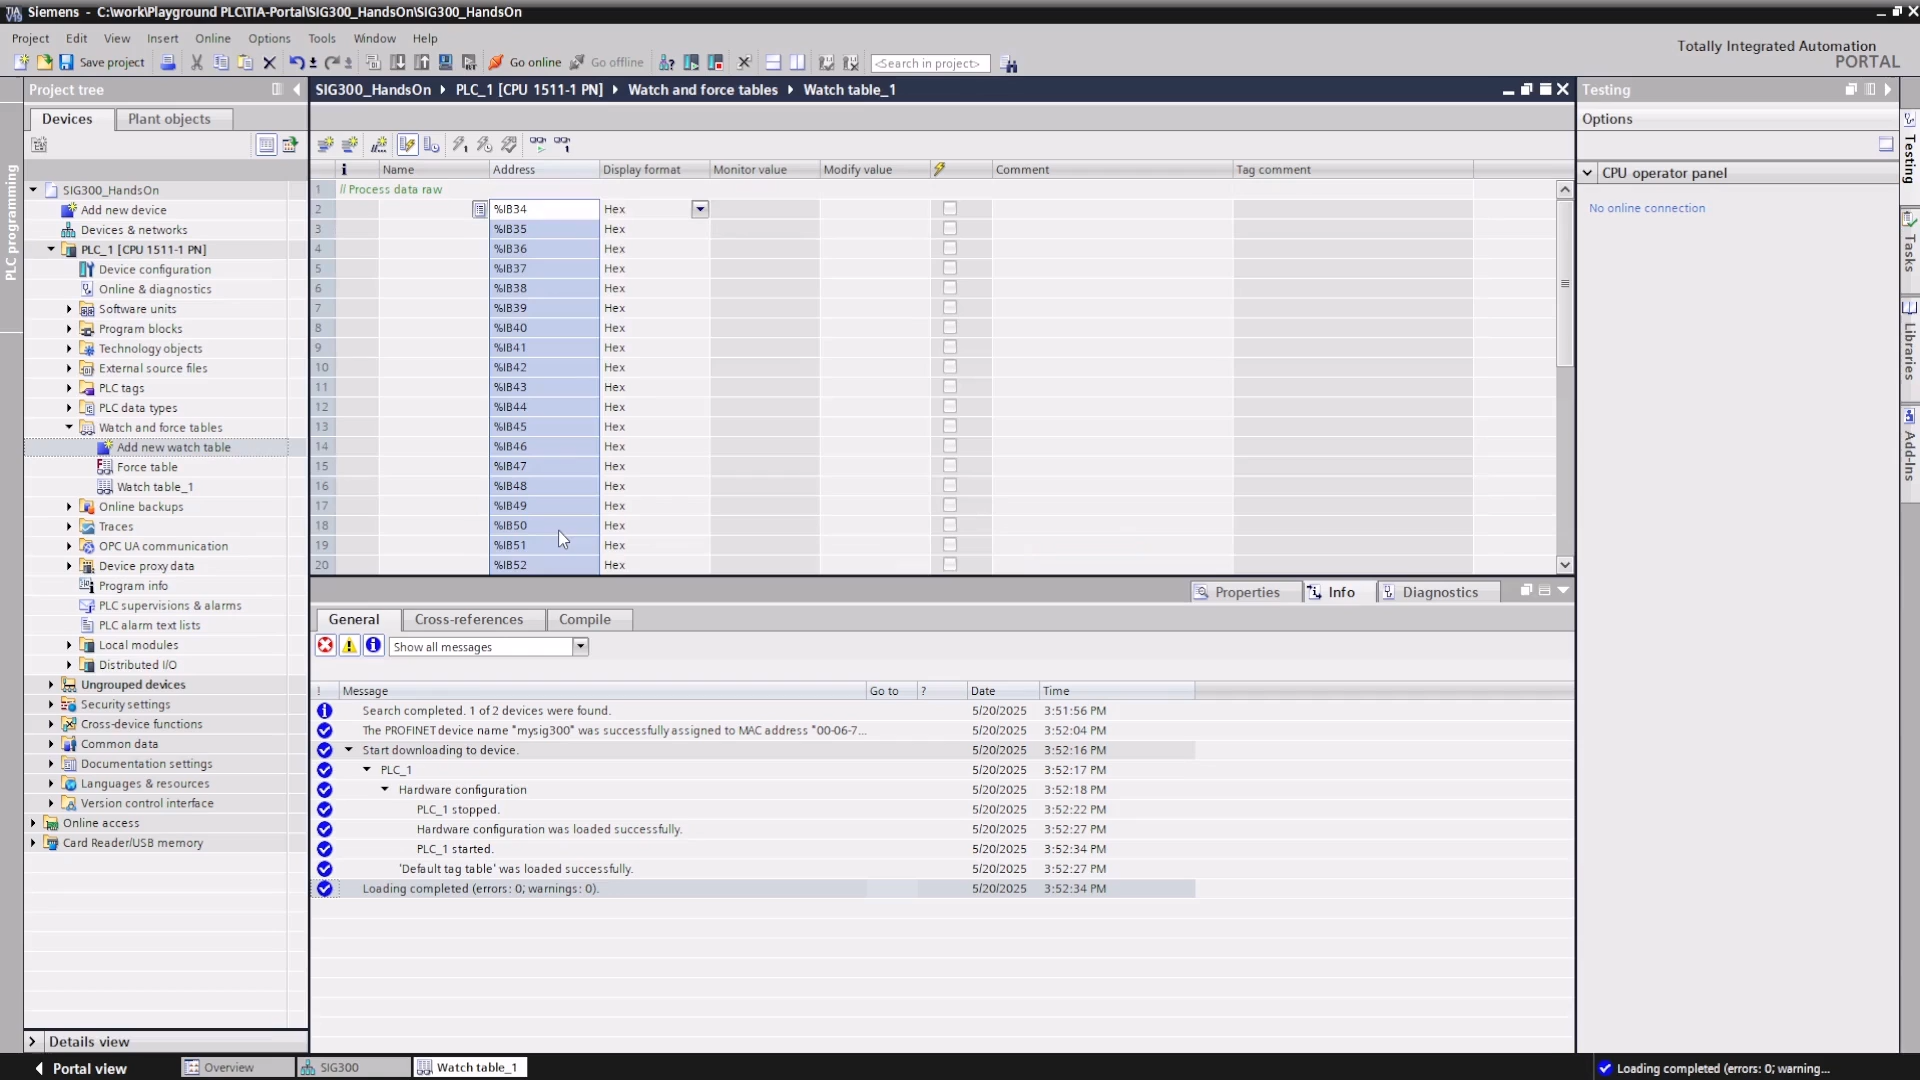 Siemens - C:\work\Playground PLC\TIA-Portal\SIG300_HandsOn\SIG300_HandsOn
Project Edit View Insert Online Options Tools Window Help
Save project Go online Go offline <Search in project>
Totally Integrated Automation
PORTAL
Project tree
Devices Plant objects
PLC programming
SIG300_HandsOn
Add new device
Devices & networks
PLC_1 [CPU 1511-1 PN]
Device configuration
Online & diagnostics
Software units
Program blocks
Technology objects
External source files
PLC tags
PLC data types
Watch and force tables
Add new watch table
Force table
Watch table_1
Online backups
Traces
OPC UA communication
Device proxy data
Program info
PLC supervisions & alarms
PLC alarm text lists
Local modules
Distributed I/O
Ungrouped devices
Security settings
Cross-device functions
Common data
Documentation settings
Languages & resources
Version control interface
Online access
Card Reader/USB memory
Details view
SIG300_HandsOn PLC_1 [CPU 1511-1 PN] Watch and force tables Watch table_1
i Name Address Display format Monitor value Modify value Comment Tag comment
1 // Process data raw
2 %IB34 Hex
3 %IB35 Hex
4 %IB36 Hex
5 %IB37 Hex
6 %IB38 Hex
7 %IB39 Hex
8 %IB40 Hex
9 %IB41 Hex
10 %IB42 Hex
11 %IB43 Hex
12 %IB44 Hex
13 %IB45 Hex
14 %IB46 Hex
15 %IB47 Hex
16 %IB48 Hex
17 %IB49 Hex
18 %IB50 Hex
19 %IB51 Hex
20 %IB52 Hex
Properties Info Diagnostics
General Cross-references Compile
Show all messages
! Message Go to ? Date Time
Search completed. 1 of 2 devices were found. 5/20/2025 3:51:56 PM
The PROFINET device name "mysig300" was successfully assigned to MAC address "00-06-7... 5/20/2025 3:52:04 PM
Start downloading to device. 5/20/2025 3:52:16 PM
PLC_1 5/20/2025 3:52:17 PM
Hardware configuration 5/20/2025 3:52:18 PM
PLC_1 stopped. 5/20/2025 3:52:22 PM
Hardware configuration was loaded successfully. 5/20/2025 3:52:27 PM
PLC_1 started. 5/20/2025 3:52:34 PM
'Default tag table' was loaded successfully. 5/20/2025 3:52:27 PM
Loading completed (errors: 0; warnings: 0). 5/20/2025 3:52:34 PM
Testing
Options
CPU operator panel
No online connection
Testing
Tasks
Libraries
Add-Ins
Portal view Overview SIG300 Watch table_1
Loading completed (errors: 0; warning...